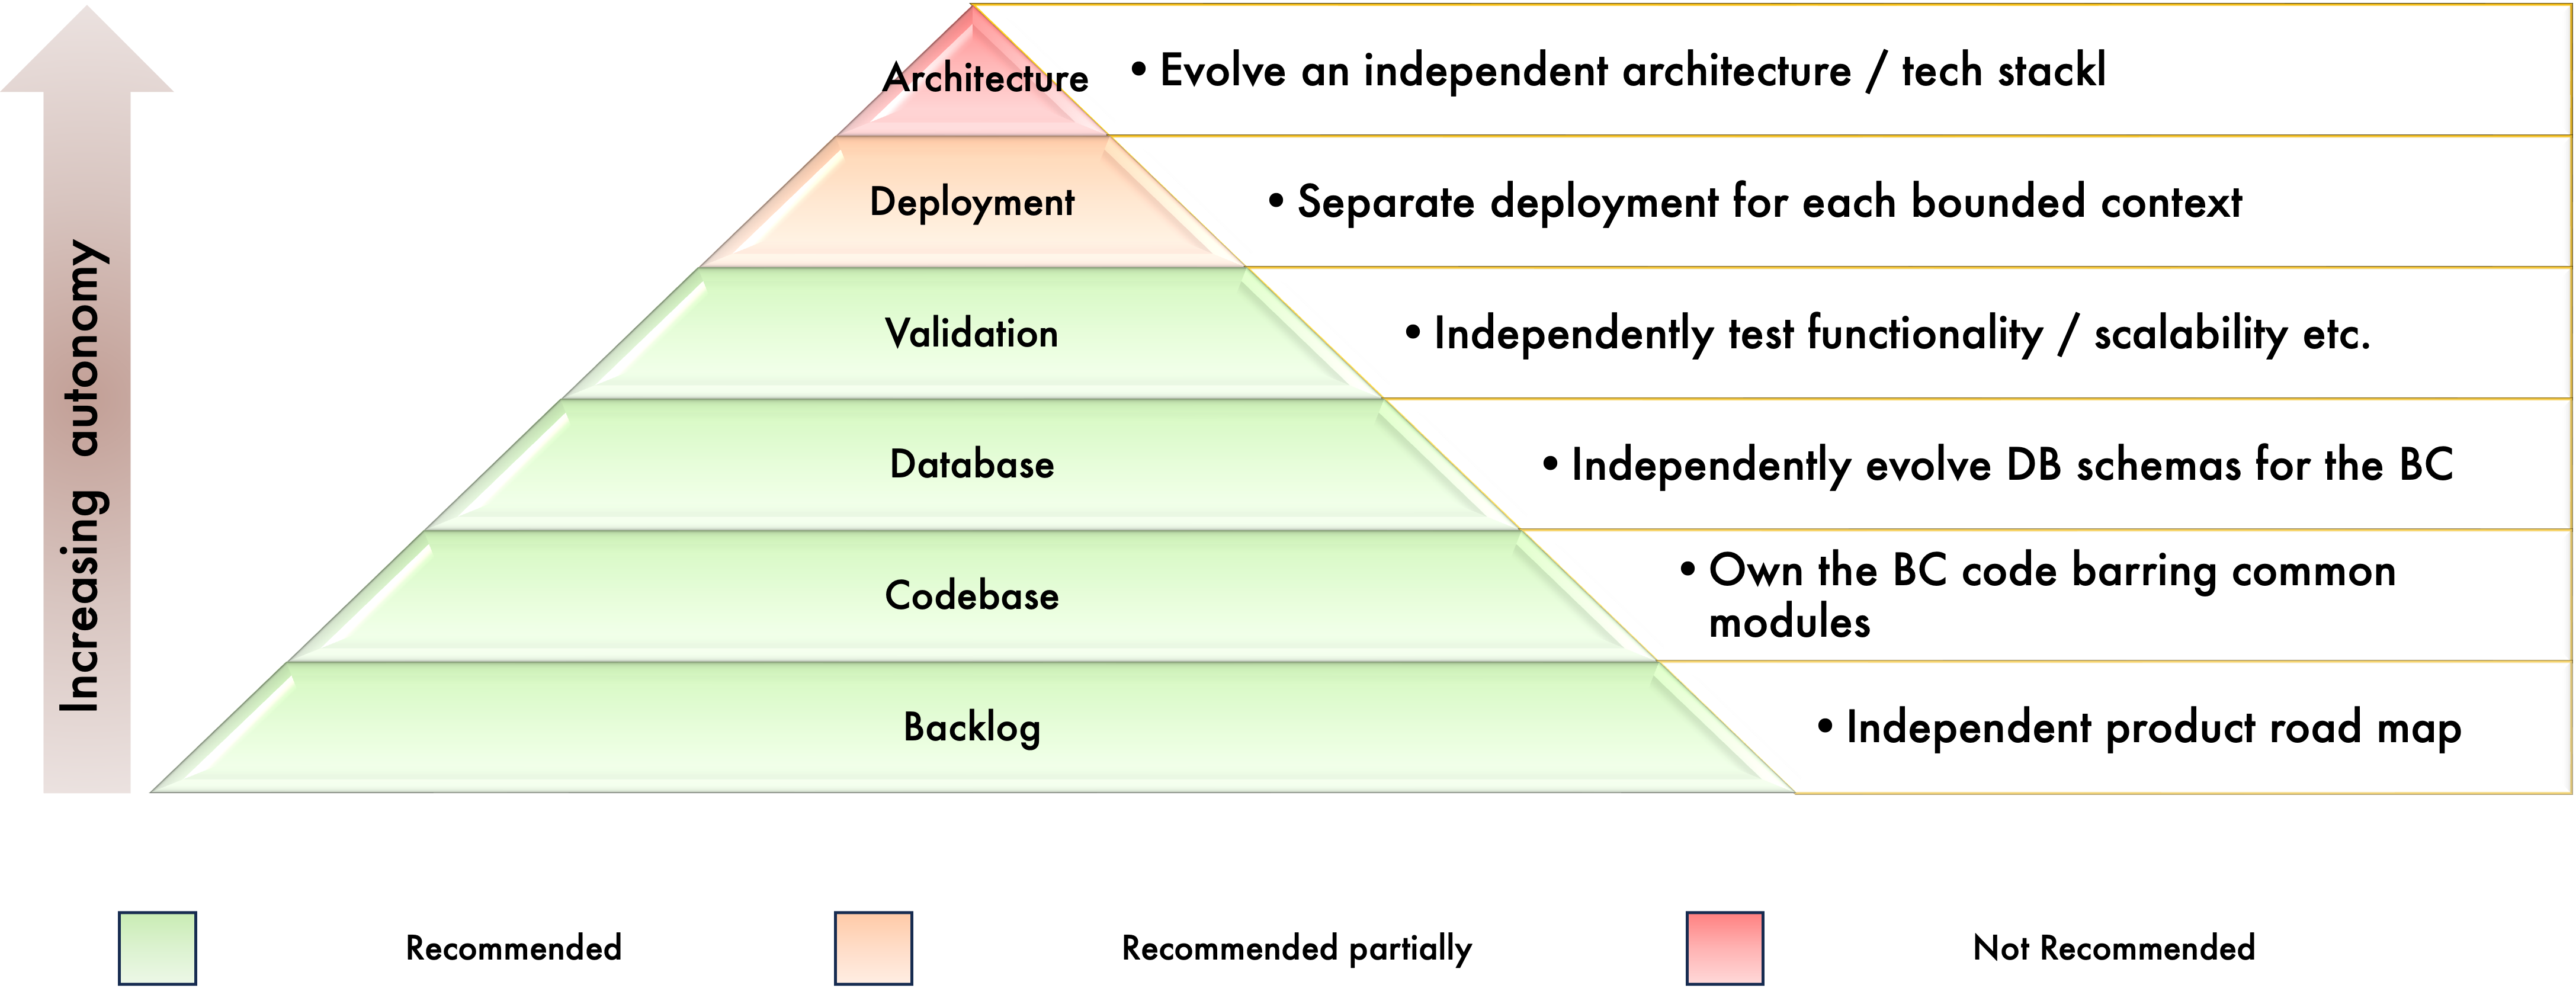 Increasing autonomy
Architecture
• Evolve an independent architecture / tech stackl
Deployment
• Separate deployment for each bounded context
Validation
• Independently test functionality / scalability etc.
Database
• Independently evolve DB schemas for the BC
Codebase
• Own the BC code barring common
modules
Backlog
• Independent product road map
Recommended
Recommended partially
Not Recommended